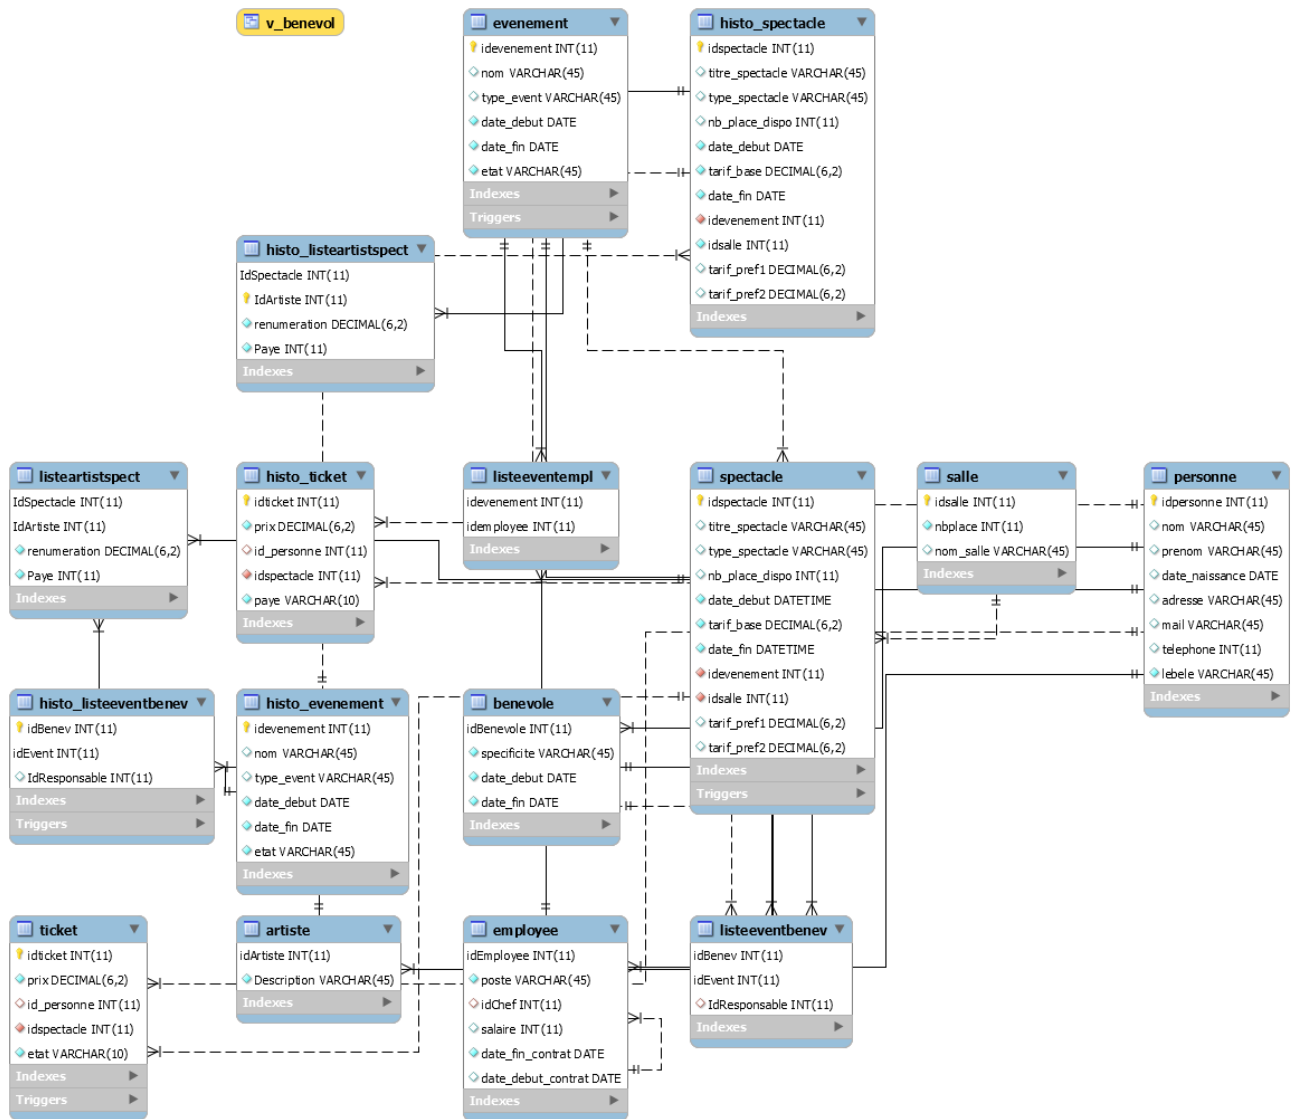 v_benevol
evenement
idevenement INT(11)
nom VARCHAR(45)
type_event VARCHAR(45)
date_debut DATE
date_fin DATE
etat VARCHAR(45)
Indexes
Triggers
histo_spectacle
idspectacle INT(11)
titre_spectacle VARCHAR(45)
type_spectacle VARCHAR(45)
nb_place_dispo INT(11)
date_debut DATE
tarif_base DECIMAL(6,2)
date_fin DATE
idevenement INT(11)
idsalle INT(11)
tarif_pref1 DECIMAL(6,2)
tarif_pref2 DECIMAL(6,2)
Indexes
histo_listeartistspect
IdSpectacle INT(11)
IdArtiste INT(11)
renumeration DECIMAL(6,2)
Paye INT(11)
Indexes
listeartistspect
IdSpectacle INT(11)
IdArtiste INT(11)
renumeration DECIMAL(6,2)
Paye INT(11)
Indexes
histo_ticket
idticket INT(11)
prix DECIMAL(6,2)
id_personne INT(11)
idspectacle INT(11)
paye VARCHAR(10)
Indexes
listeeventempl
idevenement INT(11)
idemployee INT(11)
Indexes
spectacle
idspectacle INT(11)
titre_spectacle VARCHAR(45)
type_spectacle VARCHAR(45)
nb_place_dispo INT(11)
date_debut DATETIME
tarif_base DECIMAL(6,2)
date_fin DATETIME
idevenement INT(11)
idsalle INT(11)
tarif_pref1 DECIMAL(6,2)
tarif_pref2 DECIMAL(6,2)
Indexes
Triggers
salle
idsalle INT(11)
nbplace INT(11)
nom_salle VARCHAR(45)
Indexes
personne
idpersonne INT(11)
nom VARCHAR(45)
prenom VARCHAR(45)
date_naissance DATE
adresse VARCHAR(45)
mail VARCHAR(45)
telephone INT(11)
lebele VARCHAR(45)
Indexes
histo_listeeventbenev
idBenev INT(11)
idEvent INT(11)
IdResponsable INT(11)
Indexes
Triggers
histo_evenement
idevenement INT(11)
nom VARCHAR(45)
type_event VARCHAR(45)
date_debut DATE
date_fin DATE
etat VARCHAR(45)
Indexes
benevole
idBenevole INT(11)
specificite VARCHAR(45)
date_debut DATE
date_fin DATE
Indexes
ticket
idticket INT(11)
prix DECIMAL(6,2)
id_personne INT(11)
idspectacle INT(11)
etat VARCHAR(10)
Indexes
Triggers
artiste
idArtiste INT(11)
Description VARCHAR(45)
Indexes
employee
idEmployee INT(11)
poste VARCHAR(45)
idChef INT(11)
salaire INT(11)
date_fin_contrat DATE
date_debut_contrat DATE
Indexes
listeeventbenev
idBenev INT(11)
idEvent INT(11)
IdResponsable INT(11)
Indexes